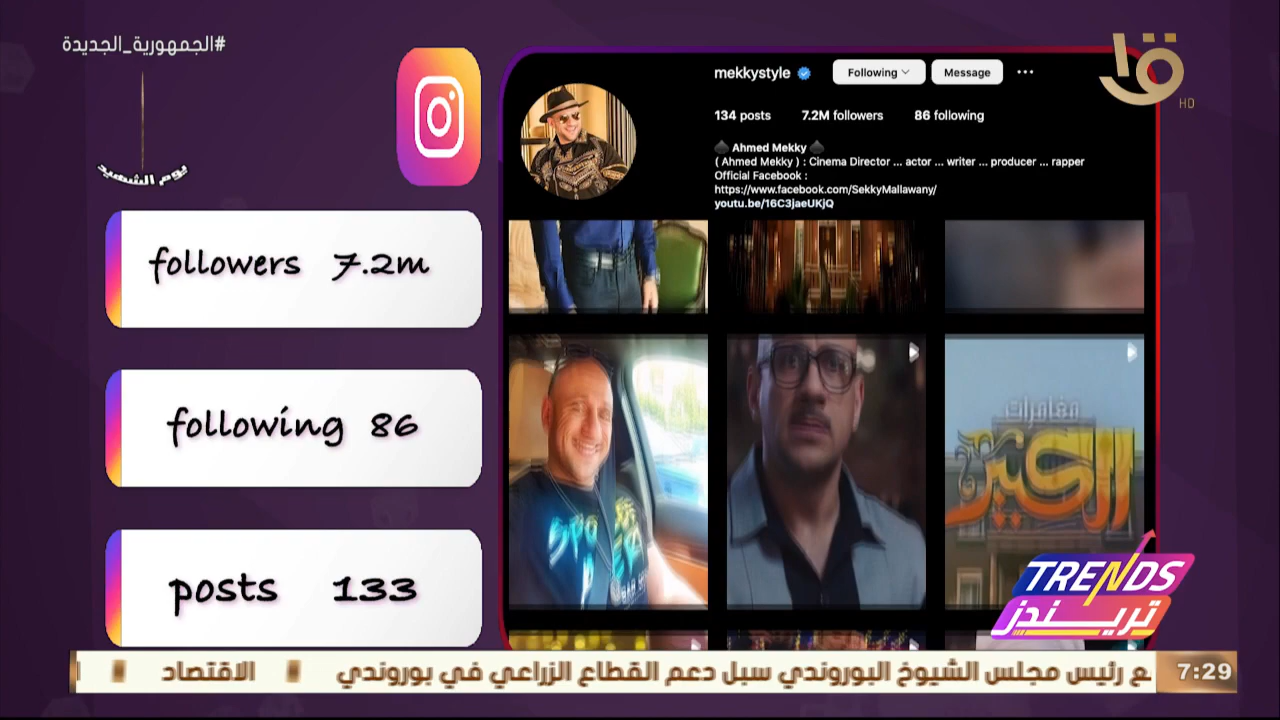 #الجمهورية_الجديدة
يوم الشهيد
HD
mekkystyle
Following
Message
134 posts 7.2M followers 86 following
Ahmed Mekky
( Ahmed Mekky ) : Cinema Director ... actor ... writer ... producer ... rapper
Official Facebook :
https://www.facebook.com/SekkyMallawany/
youtu.be/16C3jaeUKjQ
followers 7.2m
following 86
posts 133
مغامرات
الكبير
TRENDS
تريندز
ع رئيس مجلس الشيوخ البوروندي سبل دعم القطاع الزراعي في بوروندي الاقتصاد
7:29